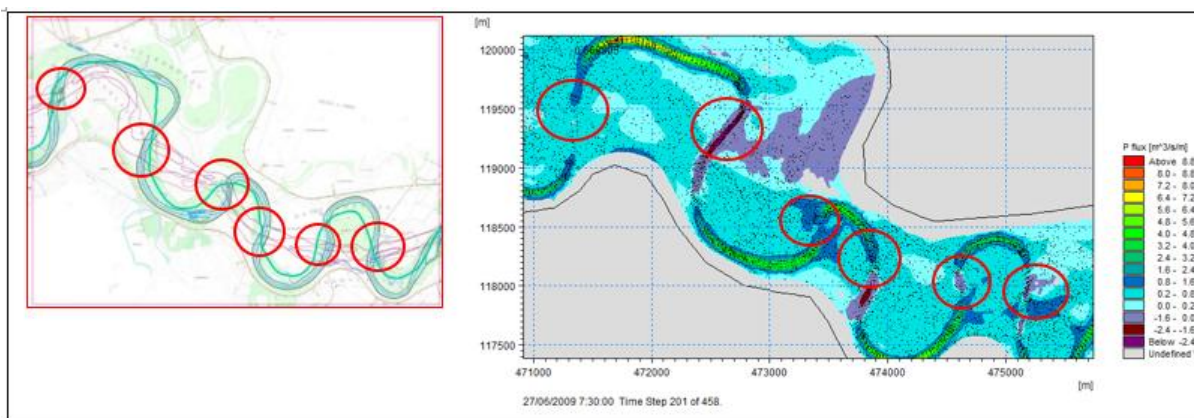 [m]
120000
119500
119000
118500
118000
117500
471000
472000
473000
474000
475000
[m]
27/06/2009 7:30:00 Time Step 201 of 458.
P flux [m^3/s/m]
Above 8.8
8.0 - 8.8
7.2 - 8.0
6.4 - 7.2
5.6 - 6.4
4.8 - 5.6
4.0 - 4.8
3.2 - 4.0
2.4 - 3.2
1.6 - 2.4
0.8 - 1.6
0.2 - 0.8
0.0 - 0.2
-1.6 - 0.0
-2.4 - -1.6
Below -2.4
Undefined